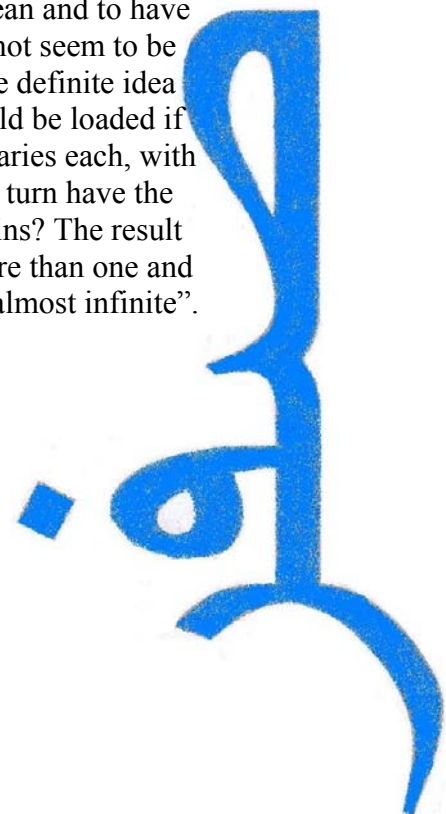 ean and to have
not seem to be
e definite idea
ld be loaded if
aries each, with
turn have the
ins? The result
re than one and
almost infinite”.